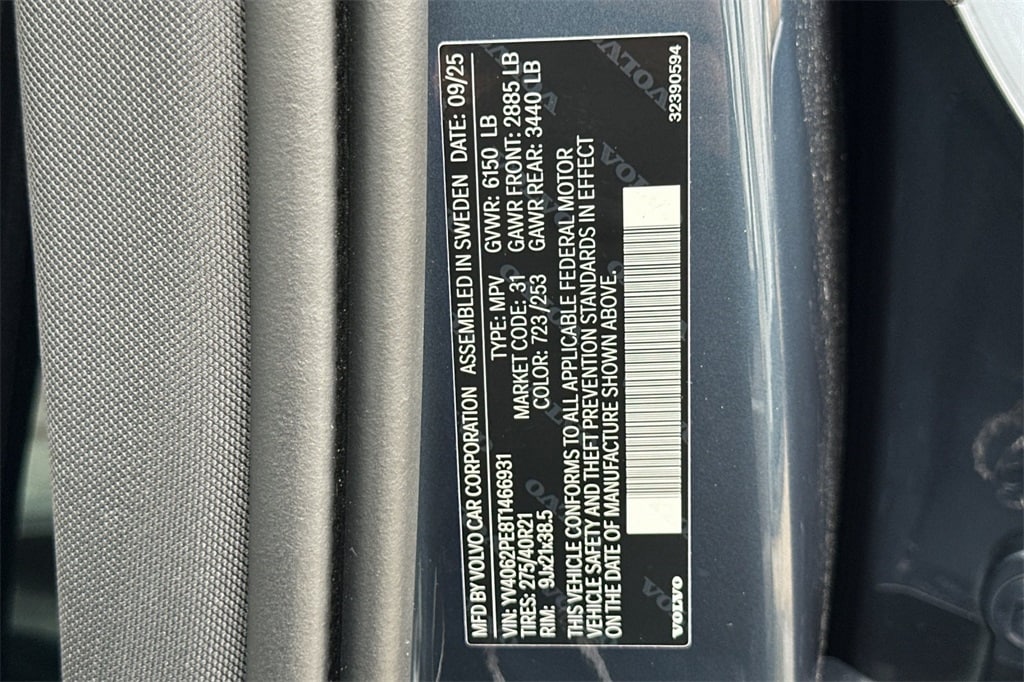 MFD BY VOLVO CAR CORPORATION ASSEMBLED IN SWEDEN DATE: 09/25
VIN: YV4062PE8T1466931 TYPE: MPV GVWR: 6150 LB
TIRES: 275/40R21 MARKET CODE: 31 GAWR FRONT: 2885 LB
RIM: 9Jx21x38.5 COLOR: 723/253 GAWR REAR: 3440 LB
THIS VEHICLE CONFORMS TO ALL APPLICABLE FEDERAL MOTOR
VEHICLE SAFETY AND THEFT PREVENTION STANDARDS IN EFFECT
ON THE DATE OF MANUFACTURE SHOWN ABOVE.
VOLVO
32390594